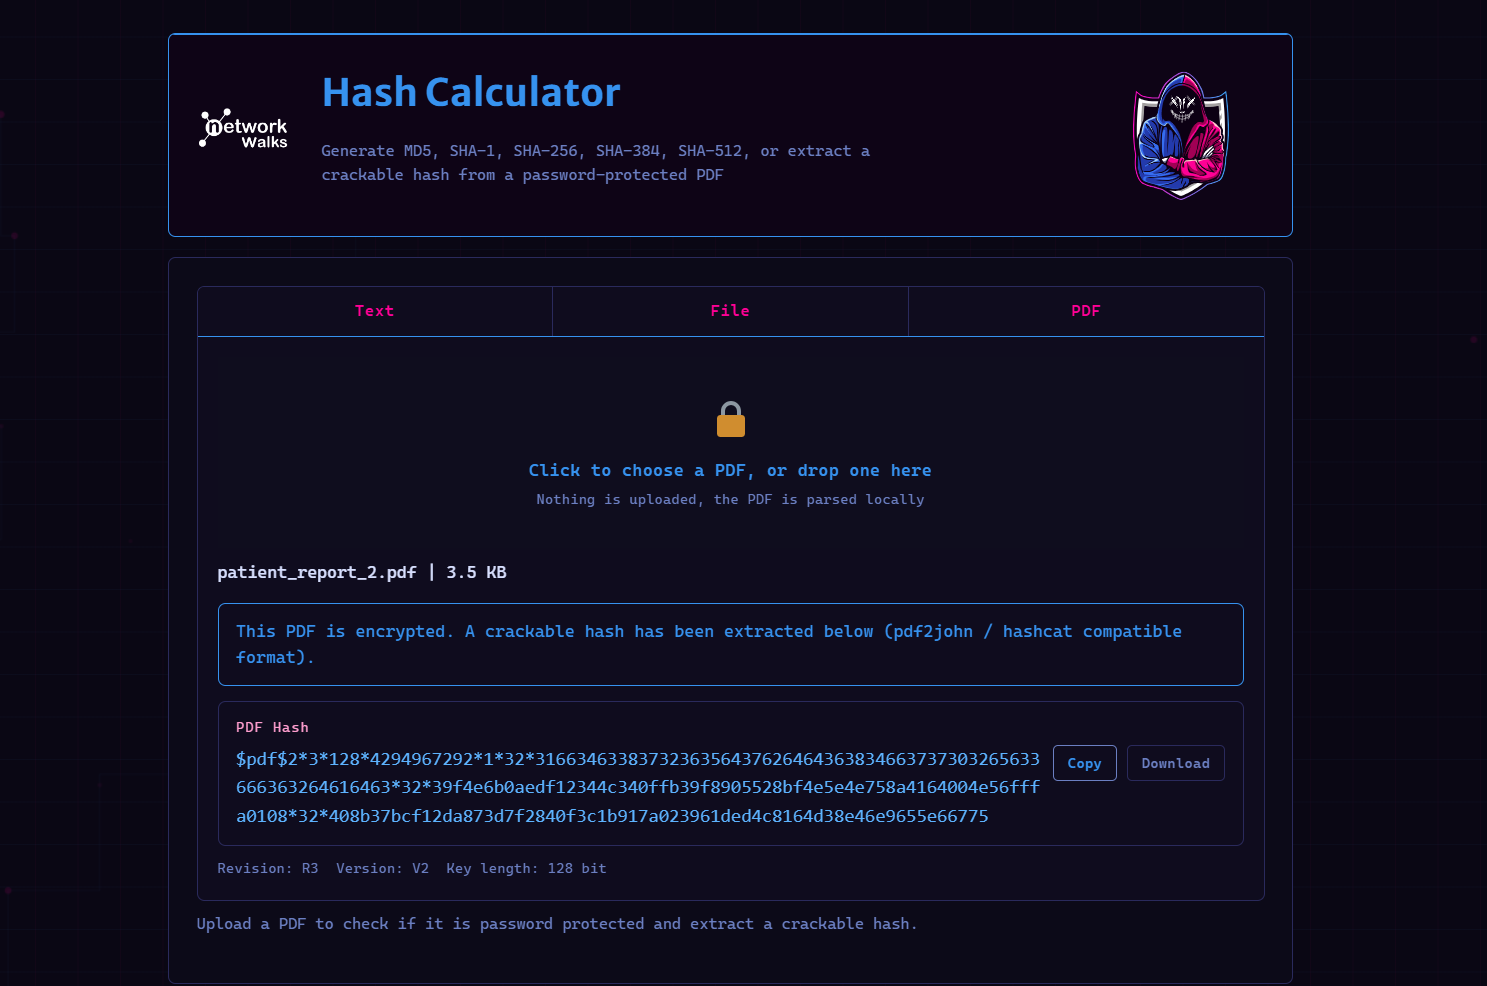 network
Walks
Hash Calculator
Generate MD5, SHA-1, SHA-256, SHA-384, SHA-512, or extract a
crackable hash from a password-protected PDF
Text
File
PDF
Click to choose a PDF, or drop one here
Nothing is uploaded, the PDF is parsed locally
patient_report_2.pdf | 3.5 KB
This PDF is encrypted. A crackable hash has been extracted below (pdf2john / hashcat compatible
format).
PDF Hash
$pdf$2*3*128*4294967292*1*32*3166346338373236356437626464363834663737303265633
666363264616463*32*39f4e6b0aedf12344c340ffb39f8905528bf4e5e4e758a4164004e56fff
a0108*32*408b37bcf12da873d7f2840f3c1b917a023961ded4c8164d38e46e9655e66775
Copy
Download
Revision: R3 Version: V2 Key length: 128 bit
Upload a PDF to check if it is password protected and extract a crackable hash.